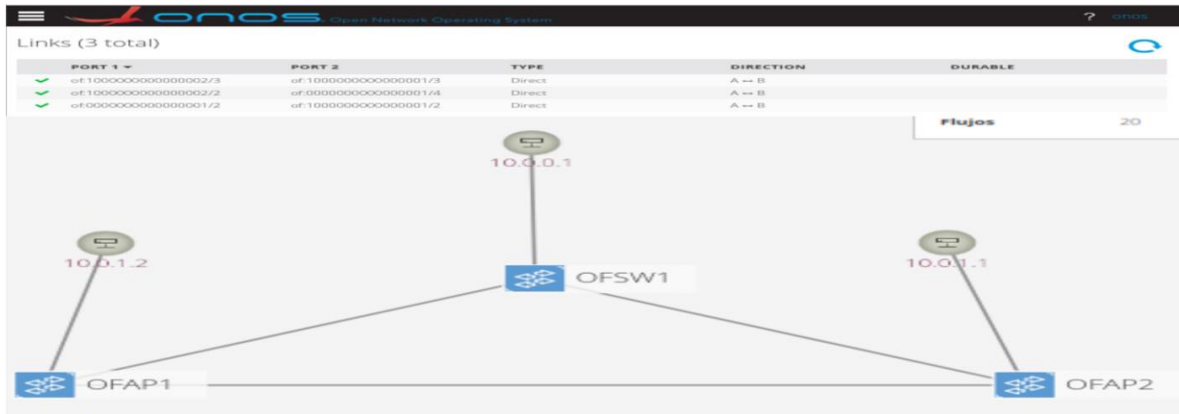 ONOS Open Network Operating System ? onos
Links (3 total)
PORT 1 PORT 2 TYPE DIRECTION DURABLE
of:1000000000000002/3 of:1000000000000001/3 Direct A ↔ B
of:1000000000000002/2 of:0000000000000001/4 Direct A ↔ B
of:0000000000000001/2 of:1000000000000001/2 Direct A ↔ B
Flujos 20
10.0.0.1
10.0.1.2
10.0.1.1
OFSW1
OFAP1
OFAP2